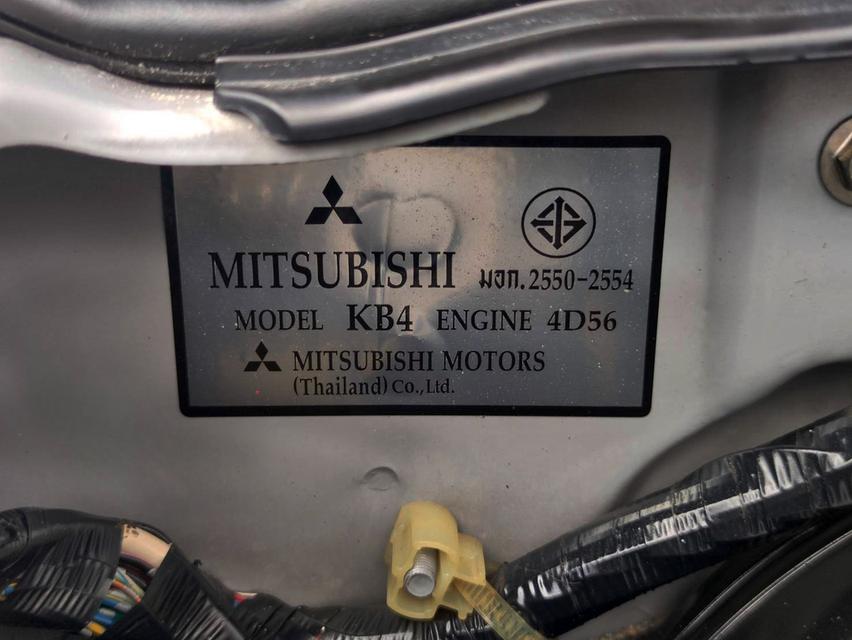 MITSUBISHI มอก.2550-2554
MODEL KB4 ENGINE 4D56
MITSUBISHI MOTORS
(Thailand) Co.,Ltd.